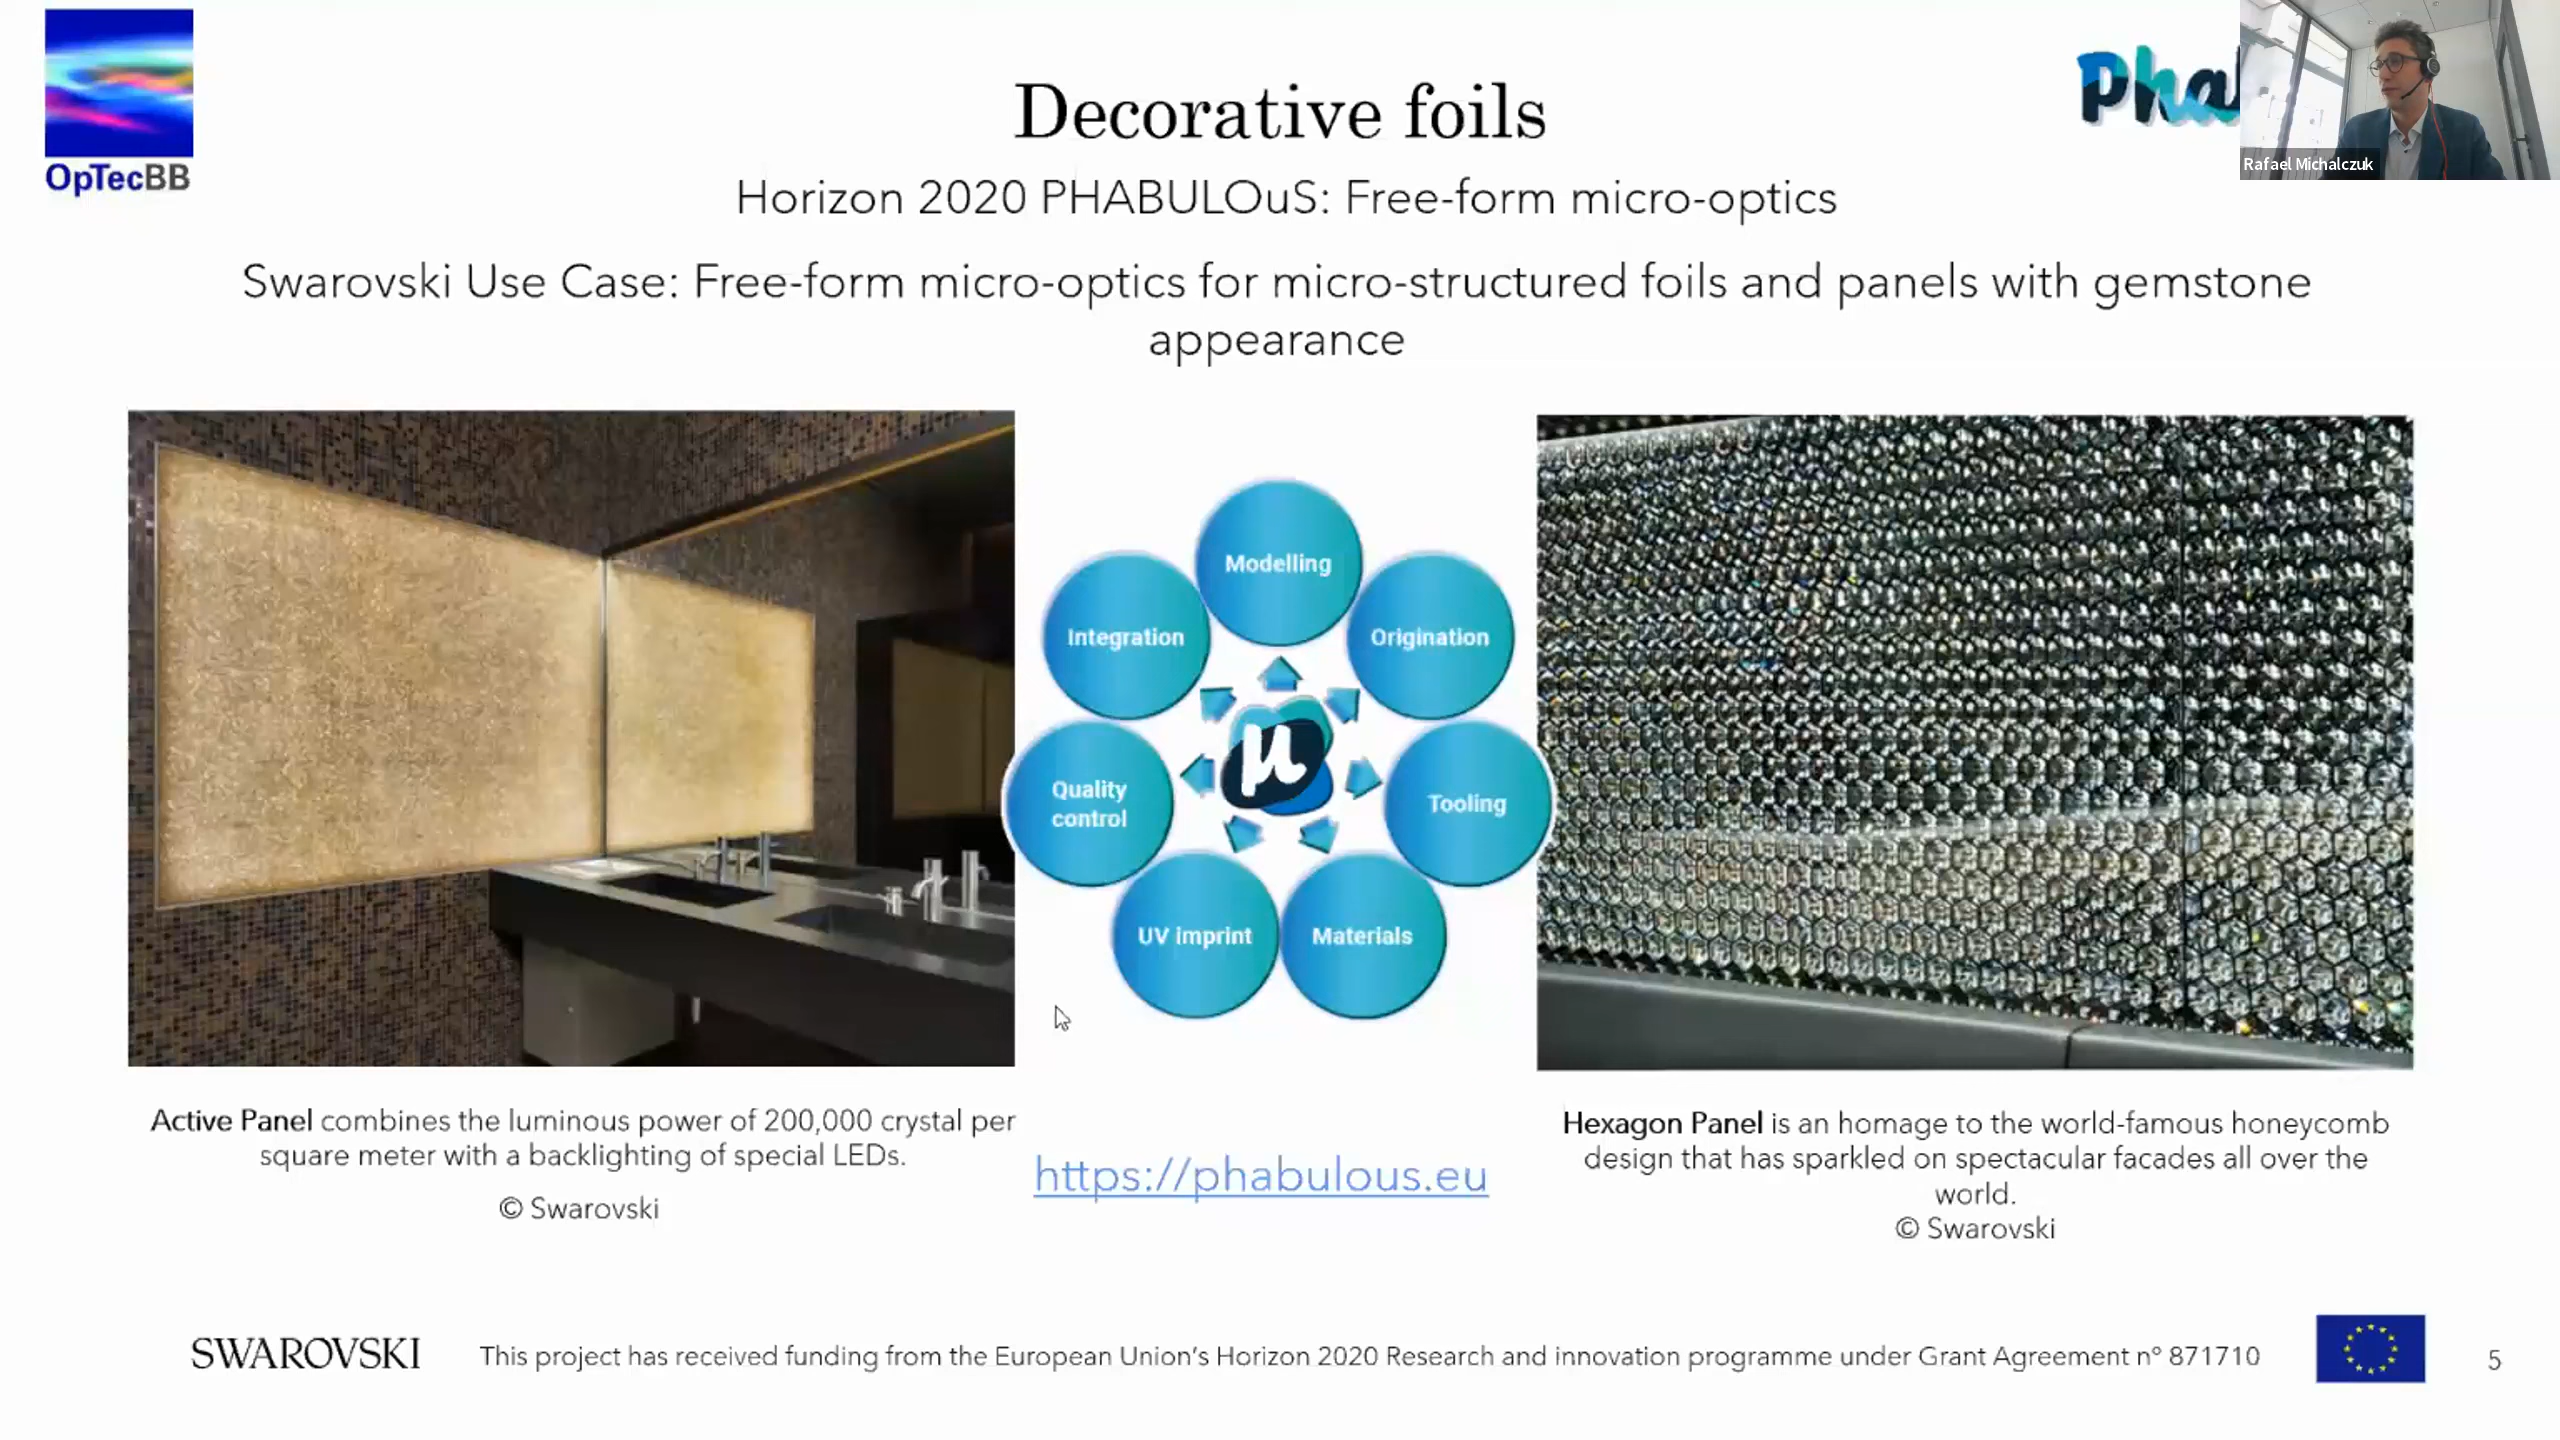 OpTecBB
Decorative foils
Pha
Rafael Michalczuk
Horizon 2020 PHABULOuS: Free-form micro-optics
Swarovski Use Case: Free-form micro-optics for micro-structured foils and panels with gemstone
appearance
Modelling
Integration
Origination
µ
Quality
control
Tooling
UV imprint
Materials
Active Panel combines the luminous power of 200,000 crystal per
square meter with a backlighting of special LEDs.
© Swarovski
https://phabulous.eu
Hexagon Panel is an homage to the world-famous honeycomb
design that has sparkled on spectacular facades all over the
world.
© Swarovski
SWAROVSKI
This project has received funding from the European Union's Horizon 2020 Research and innovation programme under Grant Agreement n° 871710
5